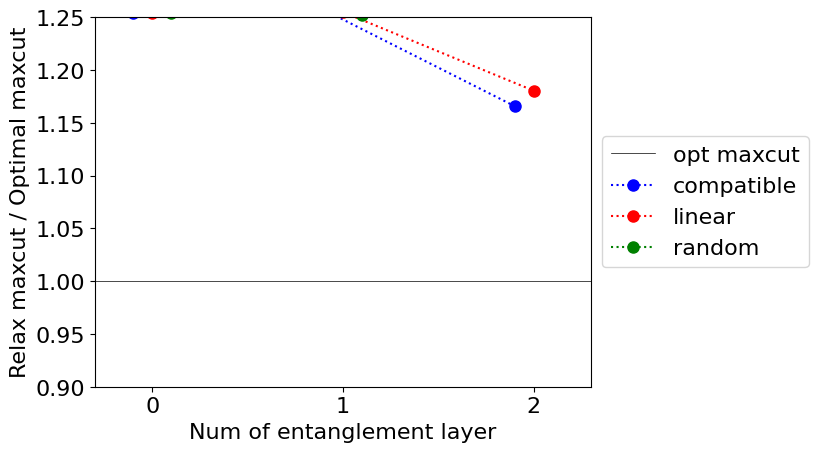 Relax maxcut / Optimal maxcut
1.25
1.20
1.15
1.10
1.05
1.00
0.95
0.90
0
1
2
Num of entanglement layer
opt maxcut
compatible
linear
random